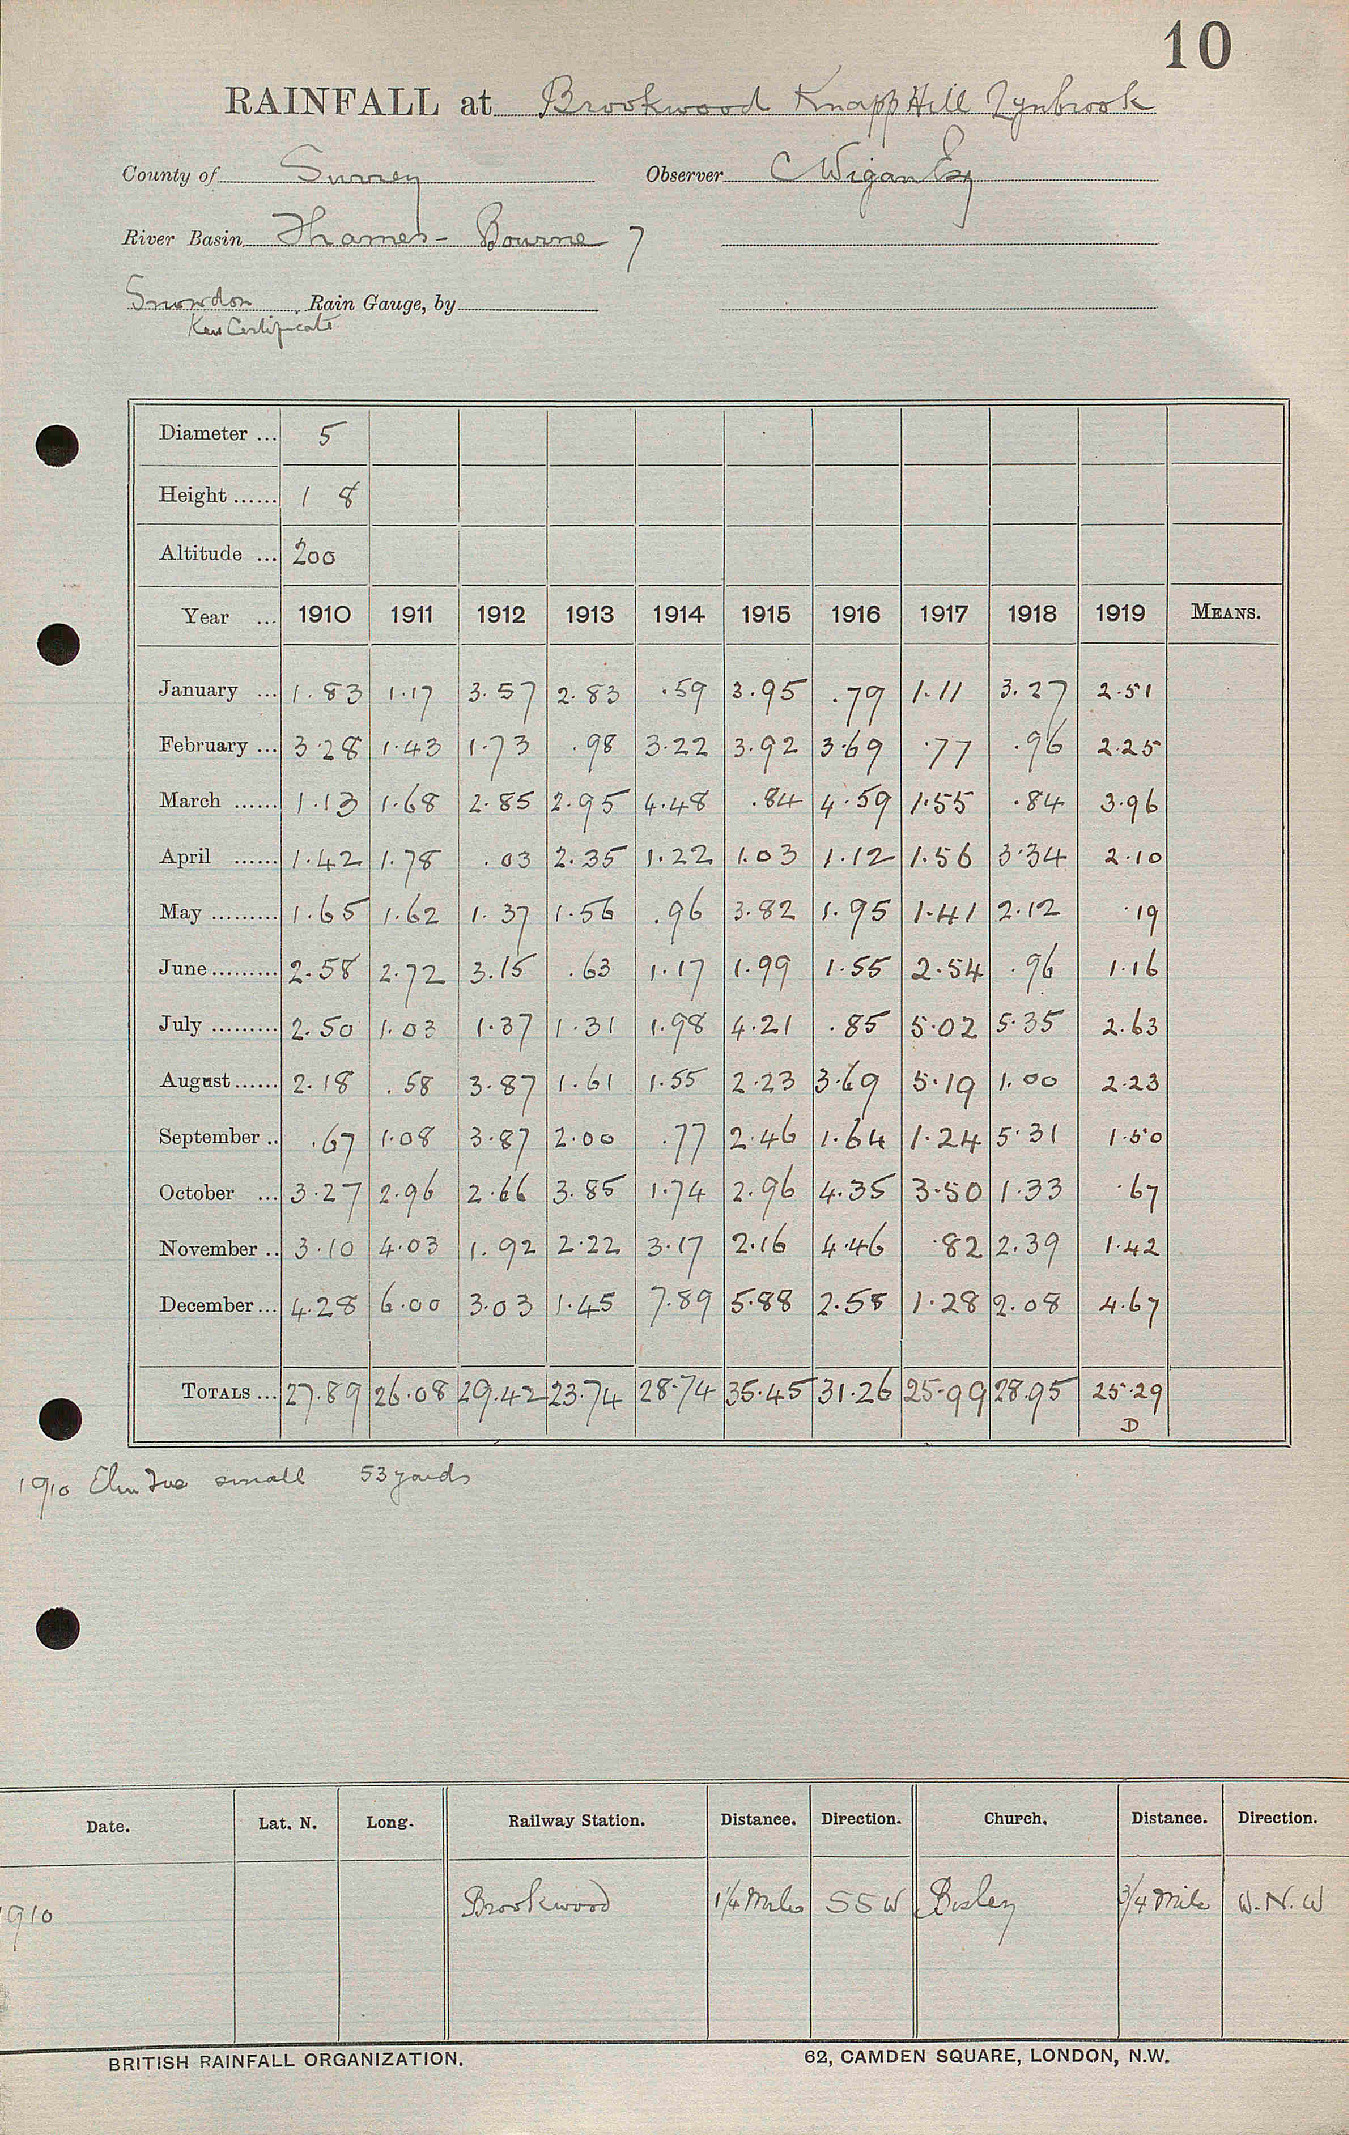 10
RAINFALL at Brookwood Knapp Hill Lynbrook
County of Surrey Observer C Wigan Esq
River Basin Thames - Bourne 7
Snowdon Rain Gauge, by
Kew Certificate
Diameter ... 5
Height ...... 1 8
Altitude ... 200
Year ... 1910 1911 1912 1913 1914 1915 1916 1917 1918 1919 MEANS.
January ... 1.83 1.17 3.57 2.83 .59 3.95 .79 1.11 3.27 2.51
February ... 3.28 1.43 1.73 .98 3.22 3.92 3.69 .77 .96 2.25
March ...... 1.13 1.68 2.85 2.95 4.48 .84 4.59 1.55 .84 3.96
April ...... 1.42 1.78 .03 2.35 1.22 1.03 1.12 1.56 3.34 2.10
May ......... 1.65 1.62 1.37 1.56 .96 3.82 1.95 1.41 2.12 .19
June ......... 2.58 2.72 3.15 .63 1.17 1.99 1.55 2.54 .96 1.16
July ......... 2.50 1.03 1.37 1.31 1.98 4.21 .85 5.02 5.35 2.63
August ...... 2.18 .58 3.87 1.61 1.55 2.23 3.69 5.19 1.00 2.23
September .. .67 1.08 3.87 2.00 .77 2.46 1.64 1.24 5.31 1.50
October ... 3.27 2.96 2.66 3.85 1.74 2.96 4.35 3.50 1.33 .67
November .. 3.10 4.03 1.92 2.22 3.17 2.16 4.46 .82 2.39 1.42
December ... 4.28 6.00 3.03 1.45 7.89 5.88 2.58 1.28 2.08 4.67
TOTALS ... 27.89 26.08 29.42 23.74 28.74 35.45 31.26 25.99 28.95 25.29
D
1910 Elm Tree small 53 yards
Date. Lat. N. Long. Railway Station. Distance. Direction. Church. Distance. Direction.
1910 Brookwood 1¼ Miles SSW Bisley ¾ Mile W.N.W
BRITISH RAINFALL ORGANIZATION. 62, CAMDEN SQUARE, LONDON, N.W.